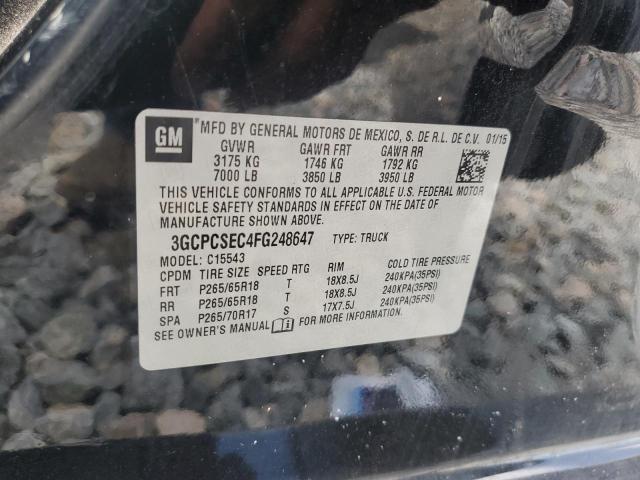 GM
MFD BY GENERAL MOTORS DE MEXICO, S. DE R.L. DE C.V. 01/15
GVWR GAWR FRT GAWR RR
3175 KG 1746 KG 1792 KG
7000 LB 3850 LB 3950 LB
THIS VEHICLE CONFORMS TO ALL APPLICABLE U.S. FEDERAL MOTOR
VEHICLE SAFETY STANDARDS IN EFFECT ON THE DATE OF
MANUFACTURE SHOWN ABOVE.
3GCPCSEC4FG248647 TYPE: TRUCK
MODEL: C15543
CPDM TIRE SIZE SPEED RTG RIM COLD TIRE PRESSURE
FRT P265/65R18 T 18X8.5J 240KPA(35PSI)
RR P265/65R18 T 18X8.5J 240KPA(35PSI)
SPA P265/70R17 S 17X7.5J 240KPA(35PSI)
SEE OWNER'S MANUAL FOR MORE INFORMATION.